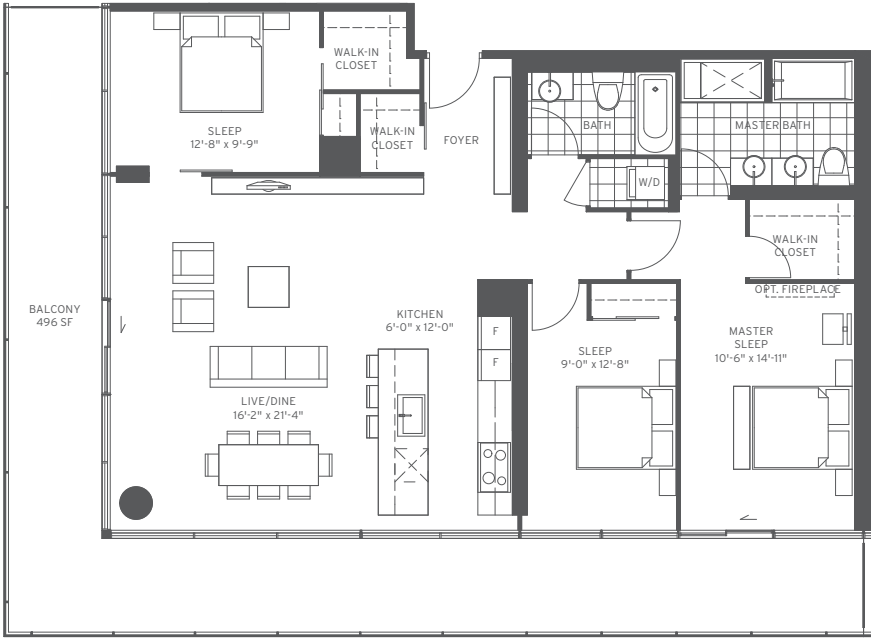 WALK-IN
CLOSET
SLEEP
12'-8" x 9'-9"
WALK-IN
CLOSET
FOYER
BATH
MASTER BATH
W/D
WALK-IN
CLOSET
OPT. FIREPLACE
BALCONY
496 SF
KITCHEN
6'-0" x 12'-0"
F
F
SLEEP
9'-0" x 12'-8"
MASTER
SLEEP
10'-6" x 14'-11"
LIVE/DINE
16'-2" x 21'-4"